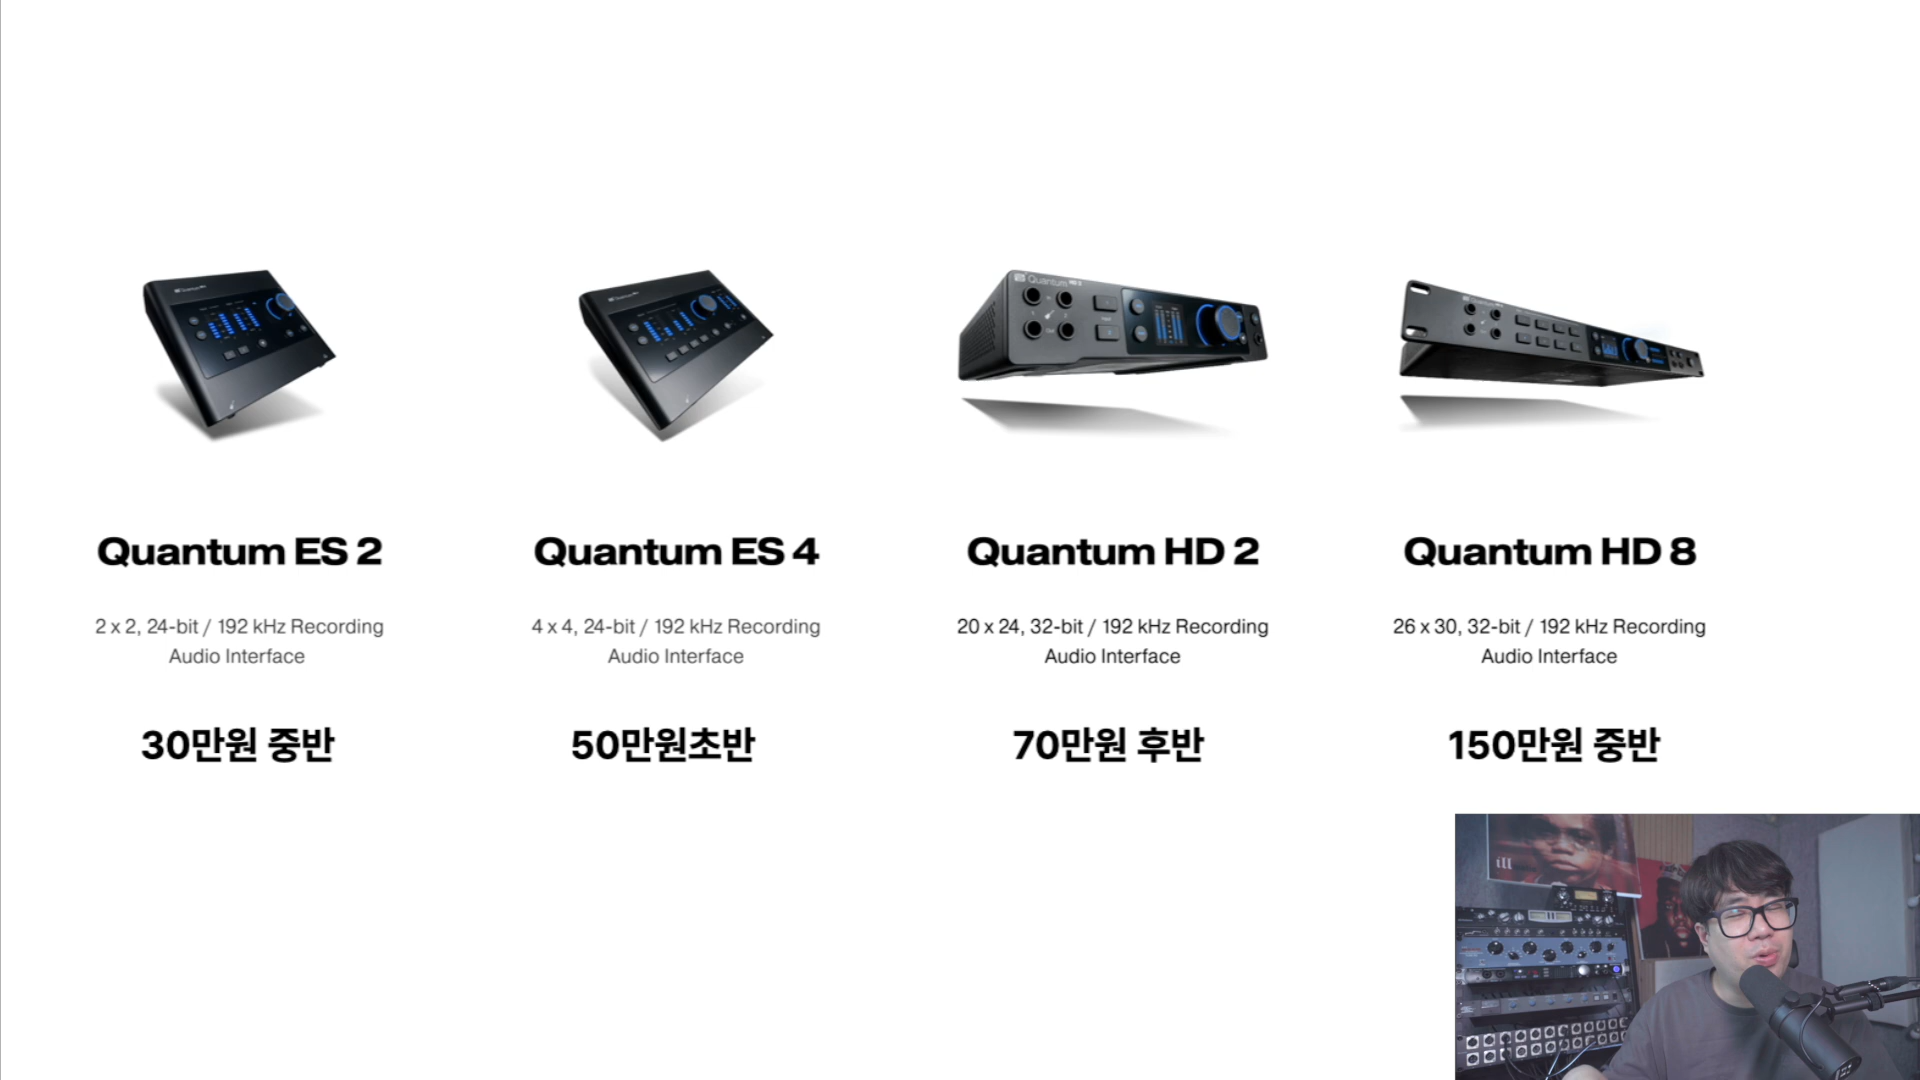 Quantum ES 2
2 x 2, 24-bit / 192 kHz Recording
Audio Interface
30만원 중반
Quantum ES 4
4 x 4, 24-bit / 192 kHz Recording
Audio Interface
50만원초반
Quantum HD 2
20 x 24, 32-bit / 192 kHz Recording
Audio Interface
70만원 후반
Quantum HD 8
26 x 30, 32-bit / 192 kHz Recording
Audio Interface
150만원 중반
Quantum
ill